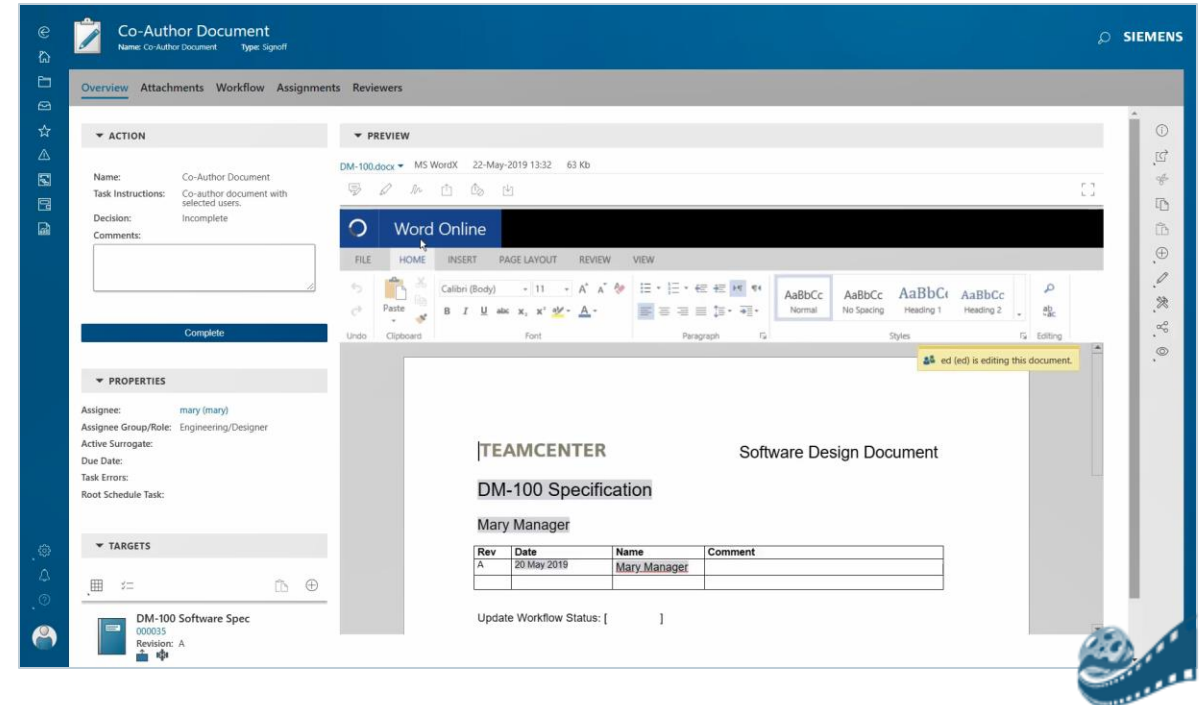 Co-Author Document
Name: Co-Author Document Type: Signoff
SIEMENS
Overview Attachments Workflow Assignments Reviewers
ACTION
Name: Co-Author Document
Task Instructions: Co-author document with
selected users.
Decision: Incomplete
Comments:
Complete
PROPERTIES
Assignee: mary (mary)
Assignee Group/Role: Engineering/Designer
Active Surrogate:
Due Date:
Task Errors:
Root Schedule Task:
TARGETS
DM-100 Software Spec
000035
Revision: A
PREVIEW
DM-100.docx MS WordX 22-May-2019 13:32 63 Kb
Word Online
FILE HOME INSERT PAGE LAYOUT REVIEW VIEW
Paste
Calibri (Body) 11
B I U abc x₂ x²
AaBbCc AaBbCc AaBbCc AaBbCc
Normal No Spacing Heading 1 Heading 2
Undo Clipboard Font Paragraph Styles Editing
ed (ed) is editing this document.
TEAMCENTER Software Design Document
DM-100 Specification
Mary Manager
Rev Date Name Comment
A 20 May 2019 Mary Manager
Update Workflow Status: [ ]